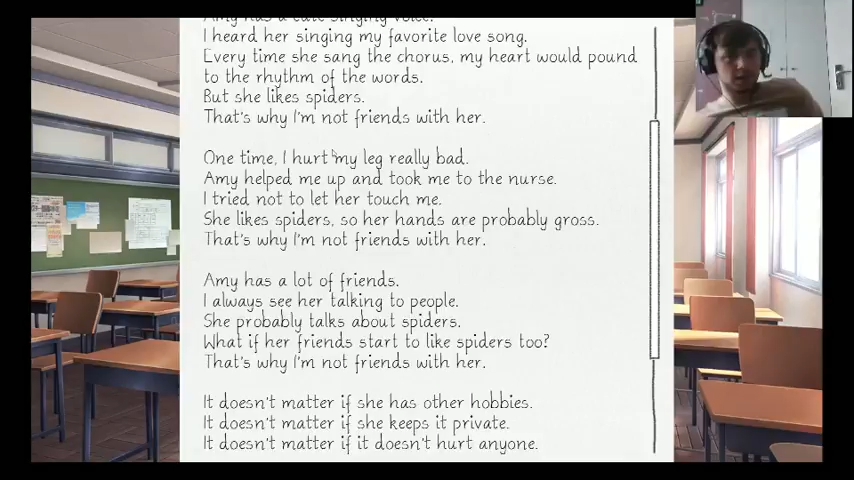 Amy has a cute singing voice.
I heard her singing my favorite love song.
Every time she sang the chorus, my heart would pound
to the rhythm of the words.
But she likes spiders.
That's why I'm not friends with her.
One time, I hurt my leg really bad.
Amy helped me up and took me to the nurse.
I tried not to let her touch me.
She likes spiders, so her hands are probably gross.
That's why I'm not friends with her.
Amy has a lot of friends.
I always see her talking to people.
She probably talks about spiders.
What if her friends start to like spiders too?
That's why I'm not friends with her.
It doesn't matter if she has other hobbies.
It doesn't matter if she keeps it private.
It doesn't matter if it doesn't hurt anyone.